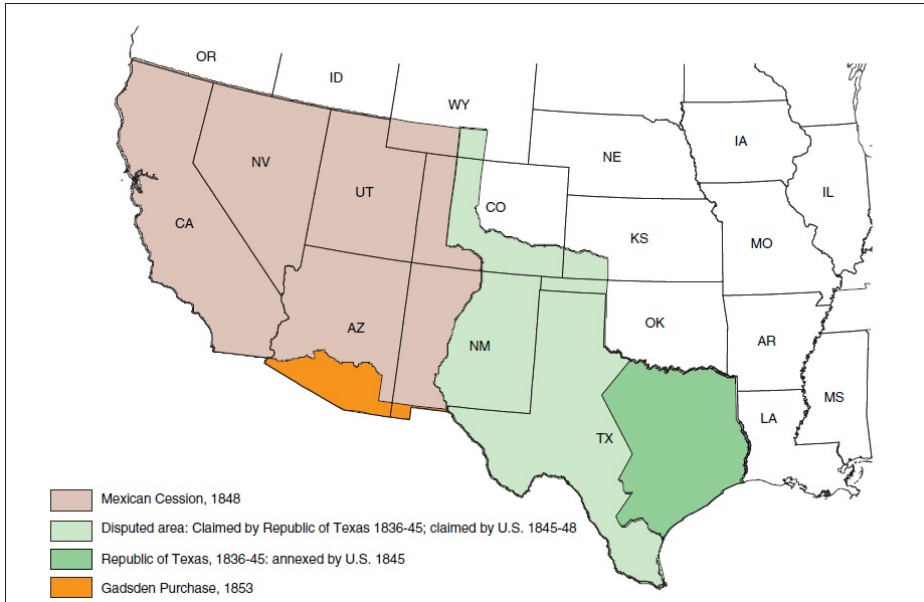 OR
ID
WY
NV
UT
CO
NE
IA
IL
CA
KS
MO
AZ
NM
OK
AR
TX
LA
MS
Mexican Cession, 1848
Disputed area: Claimed by Republic of Texas 1836-45; claimed by U.S. 1845-48
Republic of Texas, 1836-45: annexed by U.S. 1845
Gadsden Purchase, 1853